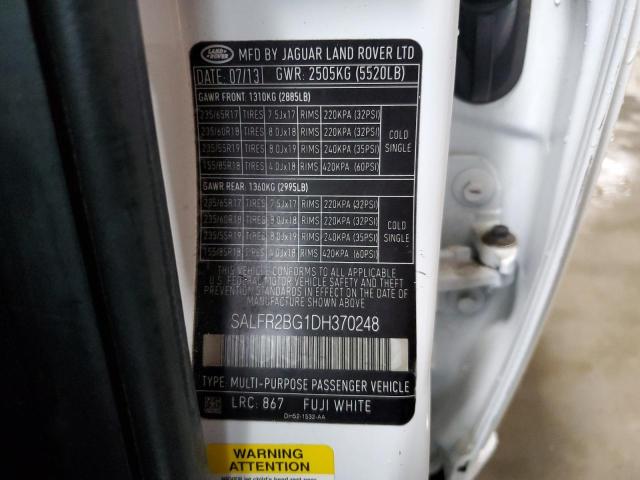 LAND ROVER
MFD BY JAGUAR LAND ROVER LTD
DATE: 07/13 GWR: 2505KG (5520LB)
GAWR FRONT: 1310KG (2885LB)
235/65R17 TIRES 7.5Jx17 RIMS 220KPA (32PSI)
235/60R18 TIRES 8.0Jx18 RIMS 220KPA (32PSI)
235/55R19 TIRES 8.0Jx19 RIMS 240KPA (35PSI)
155/85R18 TIRES 4.0Jx18 RIMS 420KPA (60PSI)
COLD
SINGLE
GAWR REAR: 1360KG (2995LB)
235/65R17 TIRES 7.5Jx17 RIMS 220KPA (32PSI)
235/60R18 TIRES 8.0Jx18 RIMS 220KPA (32PSI)
235/55R19 TIRES 8.0Jx19 RIMS 240KPA (35PSI)
155/85R18 TIRES 4.0Jx18 RIMS 420KPA (60PSI)
COLD
SINGLE
THIS VEHICLE CONFORMS TO ALL APPLICABLE
U.S. FEDERAL MOTOR VEHICLE SAFETY AND THEFT
PREVENTION STANDARDS IN EFFECT ON THE DATE
OF MANUFACTURE SHOWN ABOVE
SALFR2BG1DH370248
TYPE: MULTI-PURPOSE PASSENGER VEHICLE
LRC: 867 FUJI WHITE
DH52-1532-AA
WARNING
ATTENTION